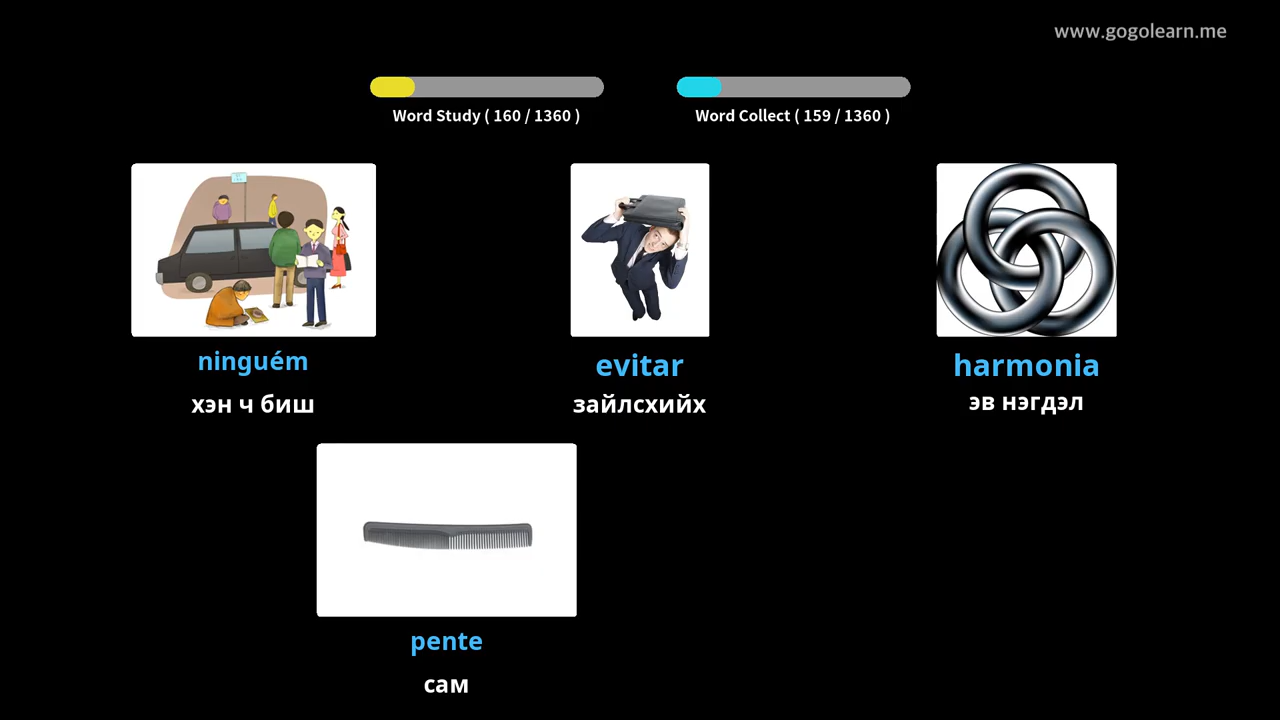 www.gogolearn.me
Word Study ( 160 / 1360 )
Word Collect ( 159 / 1360 )
ninguém
evitar
harmonia
хэн ч биш
зайлсхийх
эв нэгдэл
pente
сам